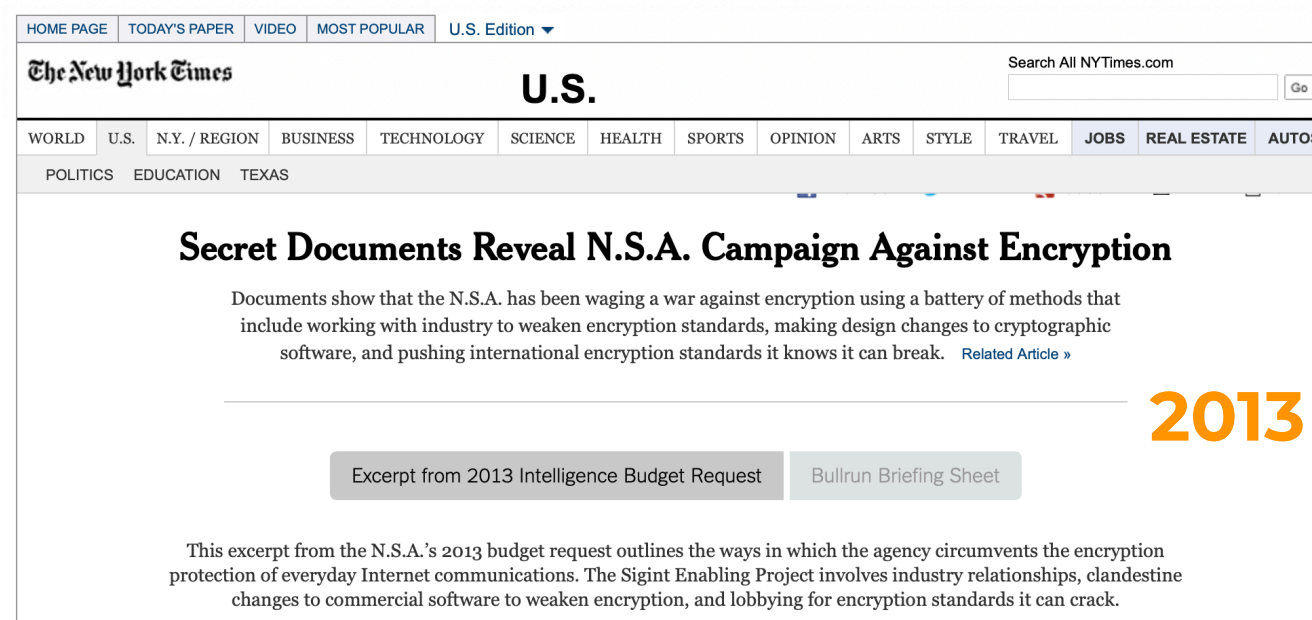 HOME PAGE TODAY'S PAPER VIDEO MOST POPULAR U.S. Edition
The New York Times
U.S.
Search All NYTimes.com
Go
WORLD U.S. N.Y. / REGION BUSINESS TECHNOLOGY SCIENCE HEALTH SPORTS OPINION ARTS STYLE TRAVEL JOBS REAL ESTATE AUTOS
POLITICS EDUCATION TEXAS
Secret Documents Reveal N.S.A. Campaign Against Encryption
Documents show that the N.S.A. has been waging a war against encryption using a battery of methods that
include working with industry to weaken encryption standards, making design changes to cryptographic
software, and pushing international encryption standards it knows it can break. Related Article »
2013
Excerpt from 2013 Intelligence Budget Request Bullrun Briefing Sheet
This excerpt from the N.S.A.'s 2013 budget request outlines the ways in which the agency circumvents the encryption
protection of everyday Internet communications. The Sigint Enabling Project involves industry relationships, clandestine
changes to commercial software to weaken encryption, and lobbying for encryption standards it can crack.